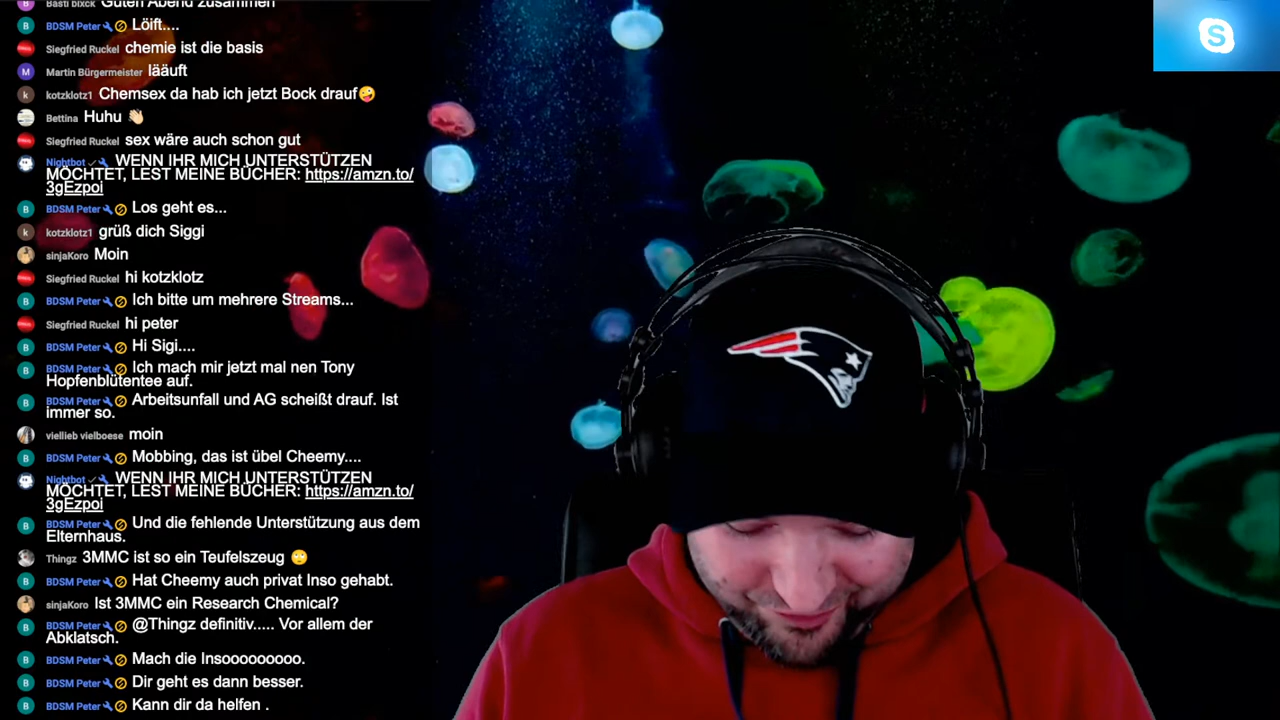 Basti blxck Guten Abend zusammen
B BDSM Peter Löift....
Siegfried Ruckel chemie ist die basis
M Martin Bürgermeister lääuft
k kotzklotz1 Chemsex da hab ich jetzt Bock drauf🤪
Bettina Huhu 👋🏻
Siegfried Ruckel sex wäre auch schon gut
Nightbot WENN IHR MICH UNTERSTÜTZEN
MÖCHTET, LEST MEINE BÜCHER: https://amzn.to/
3gEzpoi
B BDSM Peter Los geht es...
k kotzklotz1 grüß dich Siggi
sinjaKoro Moin
Siegfried Ruckel hi kotzklotz
B BDSM Peter Ich bitte um mehrere Streams...
Siegfried Ruckel hi peter
B BDSM Peter Hi Sigi....
B BDSM Peter Ich mach mir jetzt mal nen Tony
Hopfenblütentee auf.
B BDSM Peter Arbeitsunfall und AG scheißt drauf. Ist
immer so.
viellieb vielboese moin
B BDSM Peter Mobbing, das ist übel Cheemy....
Nightbot WENN IHR MICH UNTERSTÜTZEN
MÖCHTET, LEST MEINE BÜCHER: https://amzn.to/
3gEzpoi
B BDSM Peter Und die fehlende Unterstützung aus dem
Elternhaus.
Thingz 3MMC ist so ein Teufelszeug 🙄
B BDSM Peter Hat Cheemy auch privat Inso gehabt.
sinjaKoro Ist 3MMC ein Research Chemical?
B BDSM Peter @Thingz definitiv..... Vor allem der
Abklatsch.
B BDSM Peter Mach die Insooooooooo.
B BDSM Peter Dir geht es dann besser.
B BDSM Peter Kann dir da helfen .
S